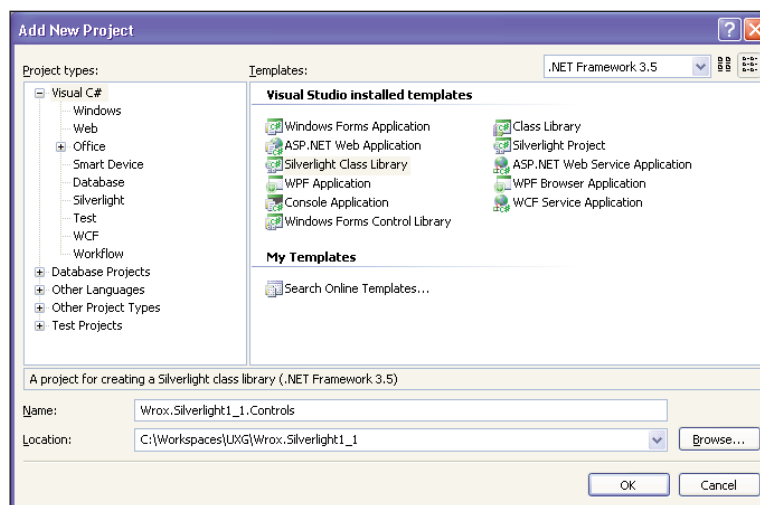 Add New Project
Project types:
Templates:
.NET Framework 3.5
Visual C#
Windows
Web
Office
Smart Device
Database
Silverlight
Test
WCF
Workflow
Database Projects
Other Languages
Other Project Types
Test Projects
Visual Studio installed templates
Windows Forms Application
ASP.NET Web Application
Silverlight Class Library
WPF Application
Console Application
Windows Forms Control Library
Class Library
Silverlight Project
ASP.NET Web Service Application
WPF Browser Application
WCF Service Application
My Templates
Search Online Templates...
A project for creating a Silverlight class library (.NET Framework 3.5)
Name:
Wrox.Silverlight1_1.Controls
Location:
C:\Workspaces\UXG\Wrox.Silverlight1_1
Browse...
OK
Cancel